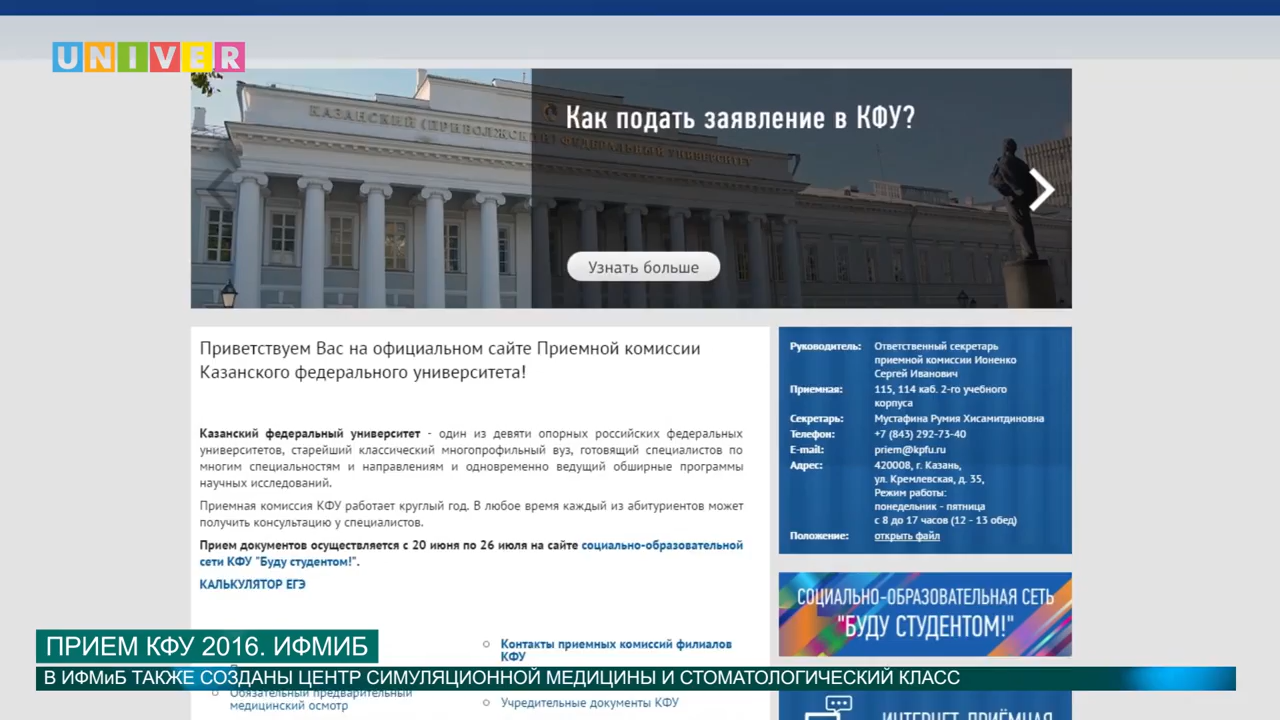 UNIVER
КАЗАНСКИЙ (ПРИВОЛЖСКИЙ) ФЕДЕРАЛЬНЫЙ УНИВЕРСИТЕТ
Как подать заявление в КФУ?
Узнать больше
Приветствуем Вас на официальном сайте Приемной комиссии
Казанского федерального университета!
Казанский федеральный университет - один из девяти опорных российских федеральных
университетов, старейший классический многопрофильный вуз, готовящий специалистов по
многим специальностям и направлениям и одновременно ведущий обширные программы
научных исследований.
Приемная комиссия КФУ работает круглый год. В любое время каждый из абитуриентов может
получить консультацию у специалистов.
Прием документов осуществляется с 20 июня по 26 июля на сайте социально-образовательной
сети КФУ "Буду студентом!".
КАЛЬКУЛЯТОР ЕГЭ
Контакты приемных комиссий филиалов
КФУ
Обязательный предварительный
медицинский осмотр
Учредительные документы КФУ
Руководитель: Ответственный секретарь
приемной комиссии Ионенко
Сергей Иванович
Приемная: 115, 114 каб. 2-го учебного
корпуса
Секретарь: Мустафина Румия Хисамитдиновна
Телефон: +7 (843) 292-73-40
E-mail: priem@kpfu.ru
Адрес: 420008, г. Казань,
ул. Кремлевская, д. 35,
Режим работы:
понедельник - пятница
с 8 до 17 часов (12 - 13 обед)
Положение: открыть файл
СОЦИАЛЬНО-ОБРАЗОВАТЕЛЬНАЯ СЕТЬ
"БУДУ СТУДЕНТОМ!"
ИНТЕРНЕТ-ПРИЁМНАЯ
ПРИЕМ КФУ 2016. ИФМИБ
В ИФМиБ ТАКЖЕ СОЗДАНЫ ЦЕНТР СИМУЛЯЦИОННОЙ МЕДИЦИНЫ И СТОМАТОЛОГИЧЕСКИЙ КЛАСС